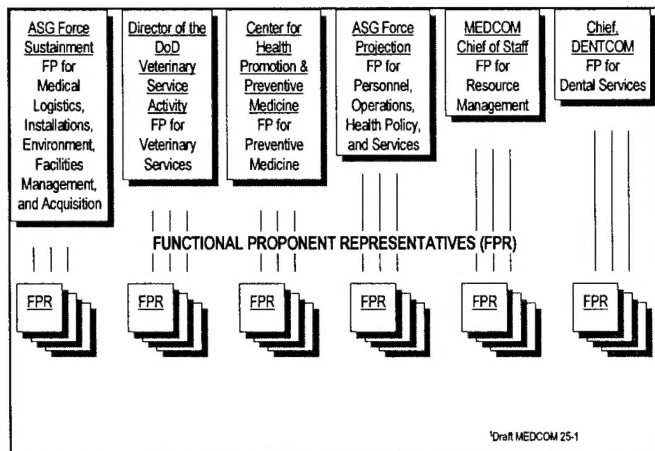 ASG Force
Sustainment
FP for
Medical
Logistics,
Installations,
Environment,
Facilities
Management,
and Acquisition
Director of the
DoD
Veterinary
Service
Activity
FP for
Veterinary
Services
Center for
Health
Promotion &
Preventive
Medicine
FP for
Preventive
Medicine
ASG Force
Projection
FP for
Personnel,
Operations,
Health Policy,
and Services
MEDCOM
Chief of Staff
FP for
Resource
Management
Chief,
DENTCOM
FP for
Dental Services
FUNCTIONAL PROPONENT REPRESENTATIVES (FPR)
FPR
FPR
FPR
FPR
FPR
FPR
¹Draft MEDCOM 25-1